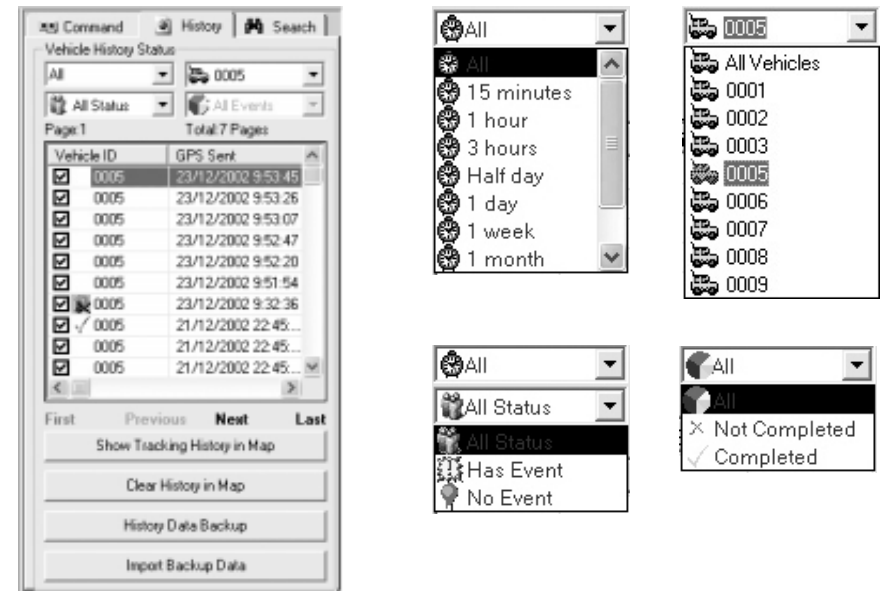 Command History Search
Vehicle History Status
All 0005
All Status All Events
Page:1 Total:7 Pages
Vehicle ID GPS Sent
0005 23/12/2002 9:53:45
0005 23/12/2002 9:53:26
0005 23/12/2002 9:53:07
0005 23/12/2002 9:52:47
0005 23/12/2002 9:52:20
0005 23/12/2002 9:51:54
0005 23/12/2002 9:32:36
0005 21/12/2002 22:45:...
0005 21/12/2002 22:45:...
0005 21/12/2002 22:45:...
First Previous Next Last
Show Tracking History in Map
Clear History in Map
History Data Backup
Import Backup Data
All
All
15 minutes
1 hour
3 hours
Half day
1 day
1 week
1 month
0005
All Vehicles
0001
0002
0003
0005
0006
0007
0008
0009
All
All Status
All Status
Has Event
No Event
All
All
Not Completed
Completed